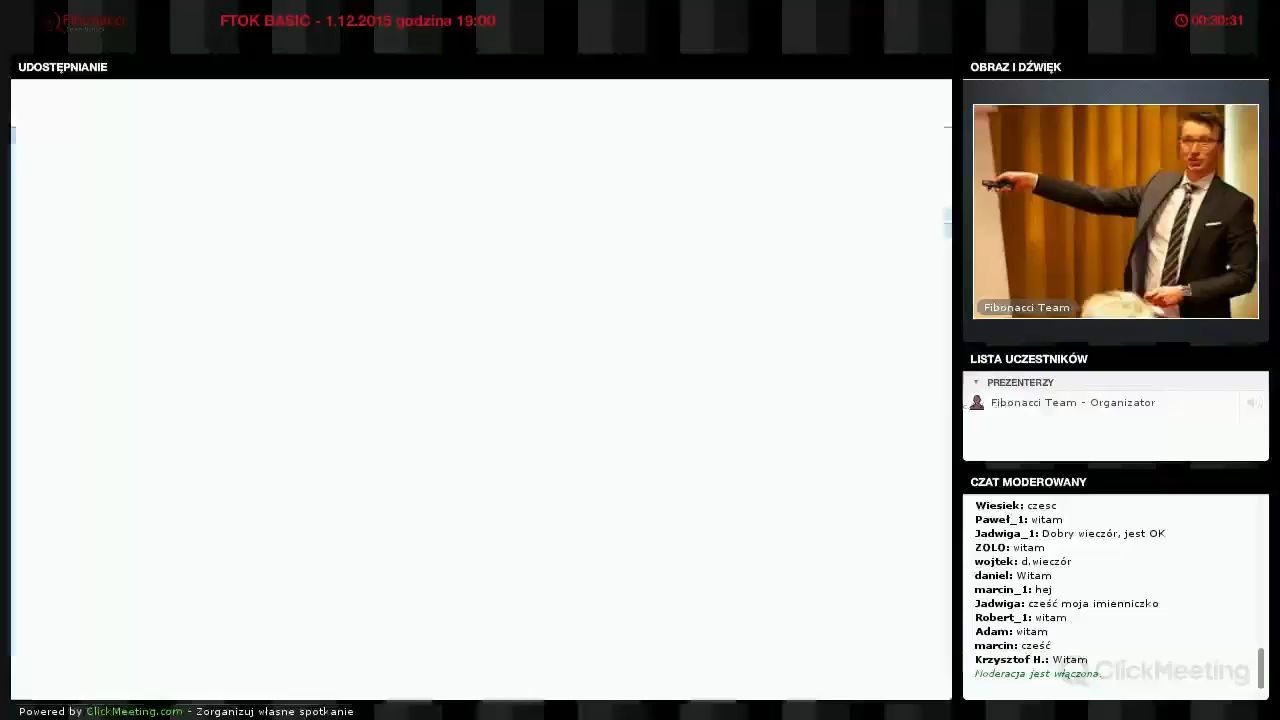 Fibonacci
FTOK BASIC - 1.12.2015 godzina 19:00
00:30:31
UDOSTĘPNIANIE
OBRAZ I DŹWIĘK
Fibonacci Team
LISTA UCZESTNIKÓW
PREZENTERZY
Fibonacci Team - Organizator
CZAT MODEROWANY
Wiesiek: czesc
Paweł_1: witam
Jadwiga_1: Dobry wieczór, jest OK
ZOLO: witam
wojtek: d.wieczór
daniel: Witam
marcin_1: hej
Jadwiga: cześć moja imienniczko
Robert_1: witam
Adam: witam
marcin: cześć
Krzysztof H.: Witam
Moderacja jest włączona.
ClickMeeting
Powered by ClickMeeting.com - Zorganizuj własne spotkanie